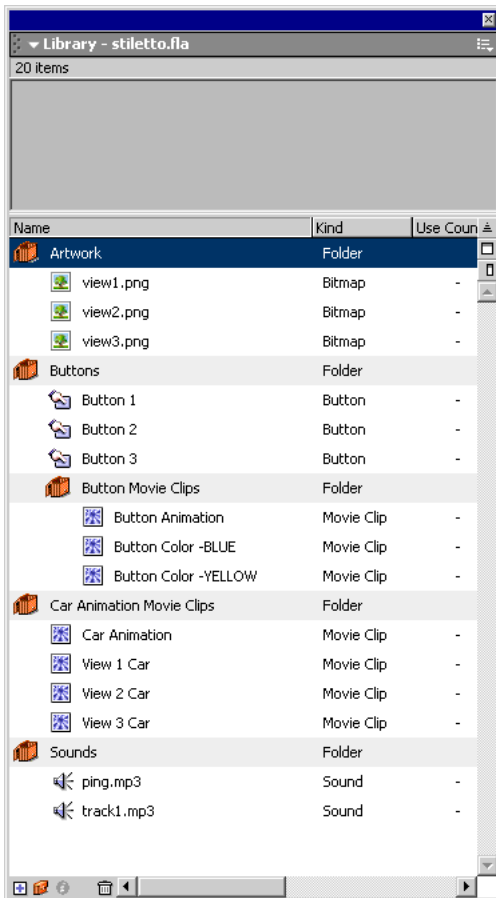 Library - stiletto.fla
20 items
Name Kind Use Coun
Artwork Folder
view1.png Bitmap -
view2.png Bitmap -
view3.png Bitmap -
Buttons Folder
Button 1 Button -
Button 2 Button -
Button 3 Button -
Button Movie Clips Folder
Button Animation Movie Clip -
Button Color -BLUE Movie Clip -
Button Color -YELLOW Movie Clip -
Car Animation Movie Clips Folder
Car Animation Movie Clip -
View 1 Car Movie Clip -
View 2 Car Movie Clip -
View 3 Car Movie Clip -
Sounds Folder
ping.mp3 Sound -
track1.mp3 Sound -